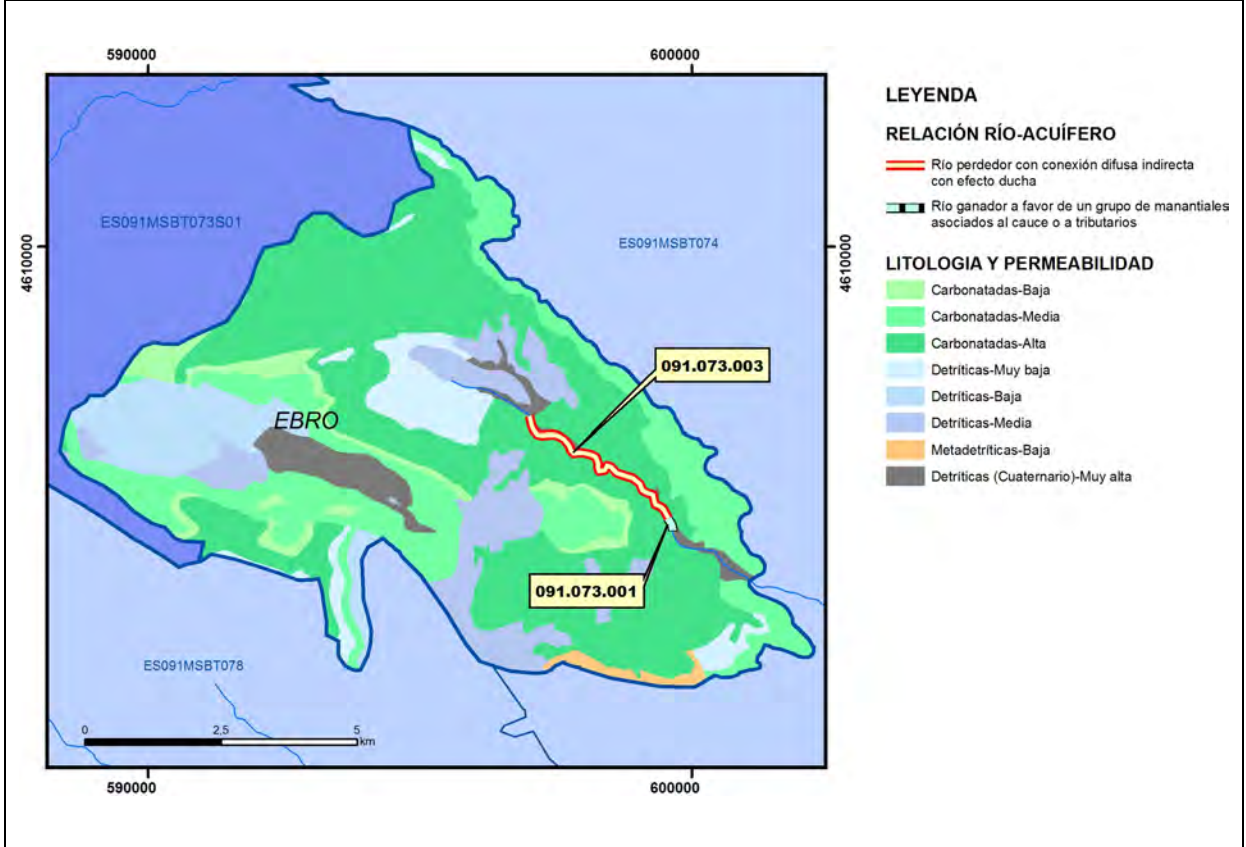 590000
600000
4610000
4610000
ES091MSBT073S01
ES091MSBT074
EBRO
091.073.003
091.073.001
ES091MSBT078
0
2,5
5
km
590000
600000
LEYENDA
RELACIÓN RÍO-ACUÍFERO
Río perdedor con conexión difusa indirecta
con efecto ducha
Río ganador a favor de un grupo de manantiales
asociados al cauce o a tributarios
LITOLOGIA Y PERMEABILIDAD
Carbonatadas-Baja
Carbonatadas-Media
Carbonatadas-Alta
Detríticas-Muy baja
Detríticas-Baja
Detríticas-Media
Metadetríticas-Baja
Detríticas (Cuaternario)-Muy alta